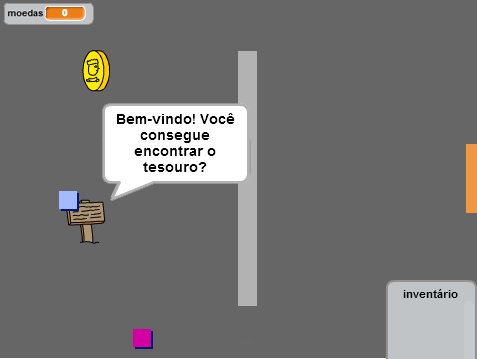 moedas 0
Bem-vindo! Você
consegue
encontrar o
tesouro?
inventário